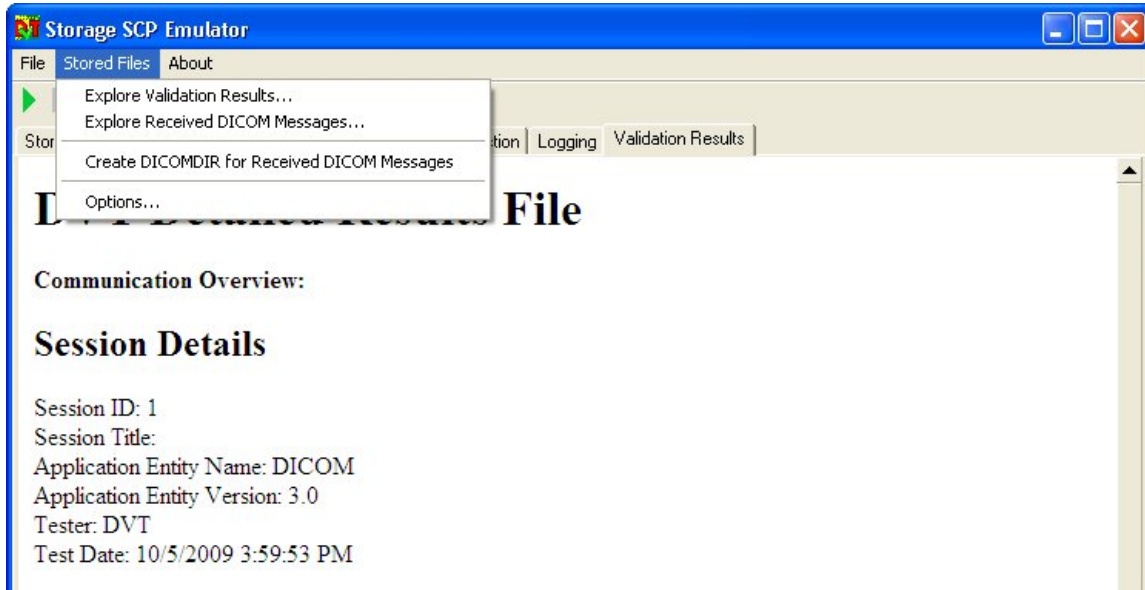 Storage SCP Emulator
File Stored Files About
Explore Validation Results...
Explore Received DICOM Messages...
Create DICOMDIR for Received DICOM Messages
Options...
Logging Validation Results
Results File
Communication Overview:
Session Details
Session ID: 1
Session Title:
Application Entity Name: DICOM
Application Entity Version: 3.0
Tester: DVT
Test Date: 10/5/2009 3:59:53 PM